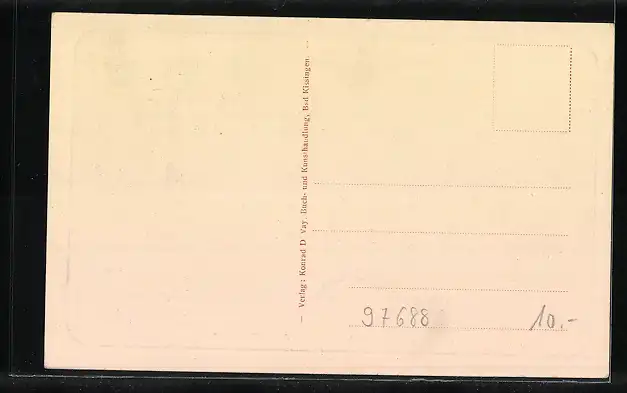 — Verlag: Konrad D. Vay, Buch- und Kunsthandlung, Bad Kissingen. —
97688
10.-